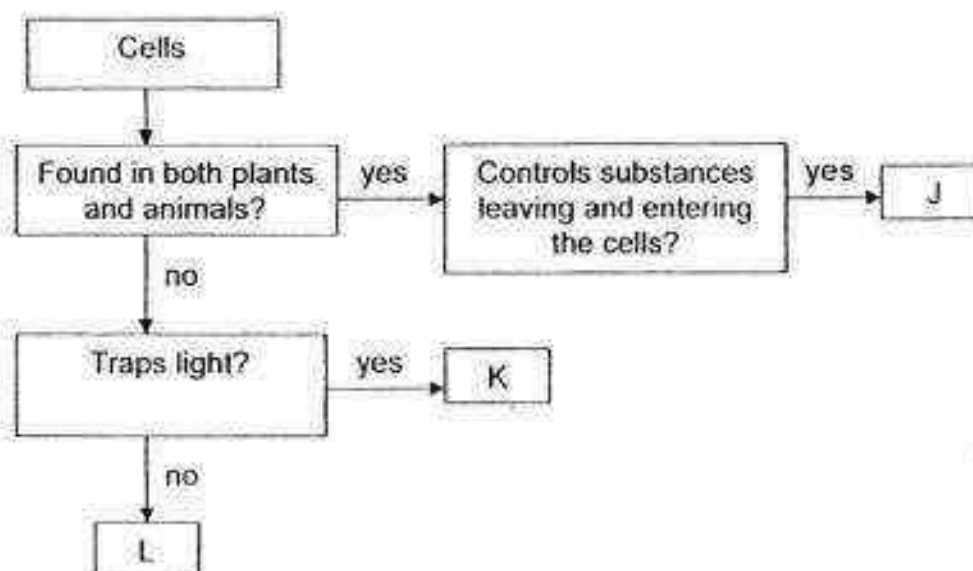 Cells
Found in both plants
and animals?
yes
Controls substances
leaving and entering
the cells?
yes
J
no
Traps light?
yes
K
no
L